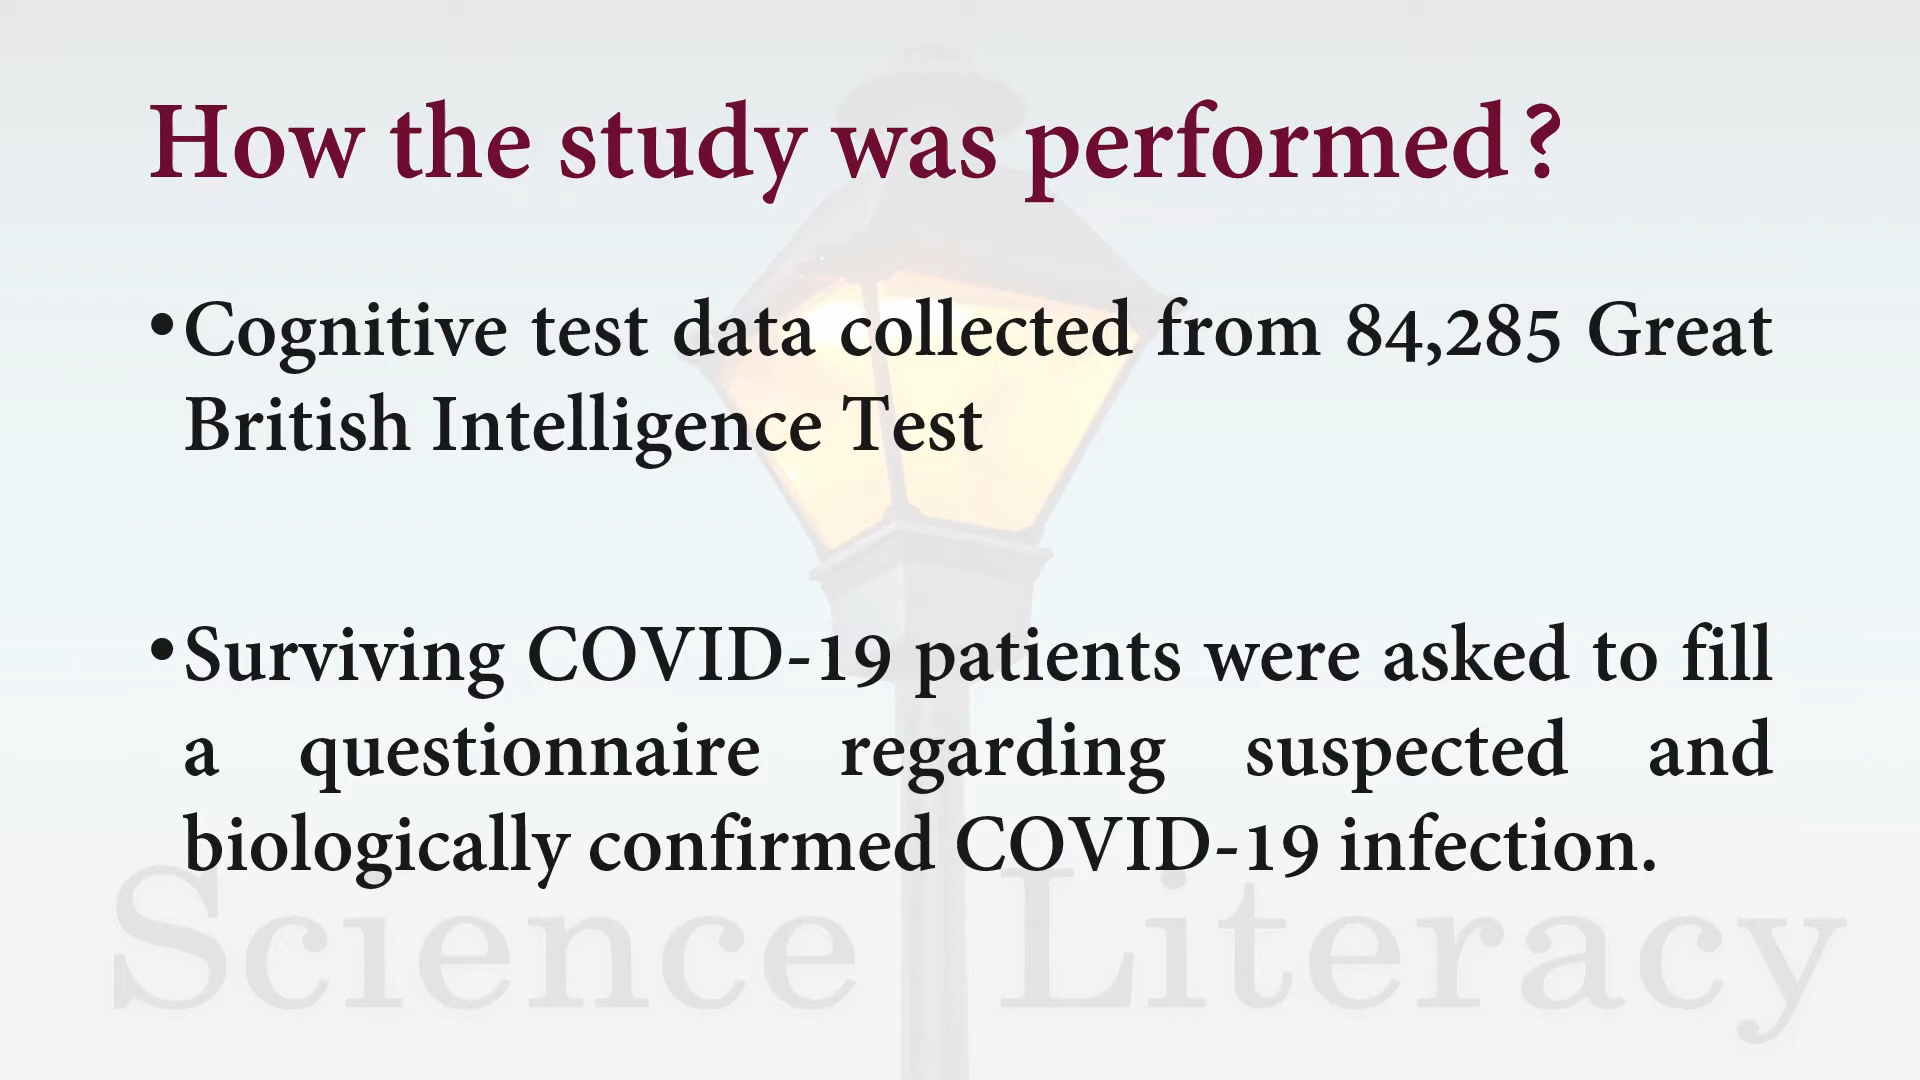 How the study was performed?
•Cognitive test data collected from 84,285 Great
British Intelligence Test
•Surviving COVID-19 patients were asked to fill
a questionnaire regarding suspected and
biologically confirmed COVID-19 infection.
Science Literacy